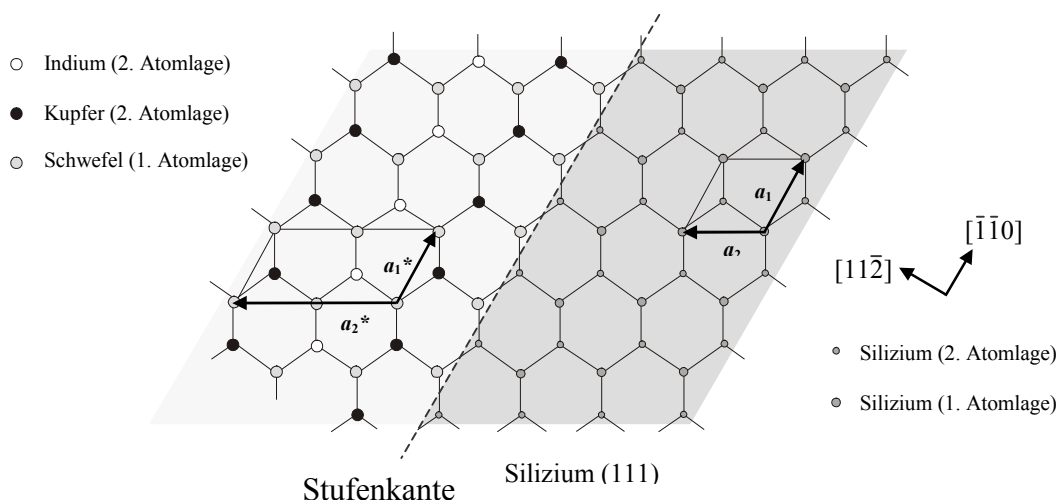 Indium (2. Atomlage)
Kupfer (2. Atomlage)
Schwefel (1. Atomlage)
a₁
a₂
[1̄1̄0]
[112̄]
a₁*
a₂*
Silizium (2. Atomlage)
Silizium (1. Atomlage)
Silizium (111)
Stufenkante